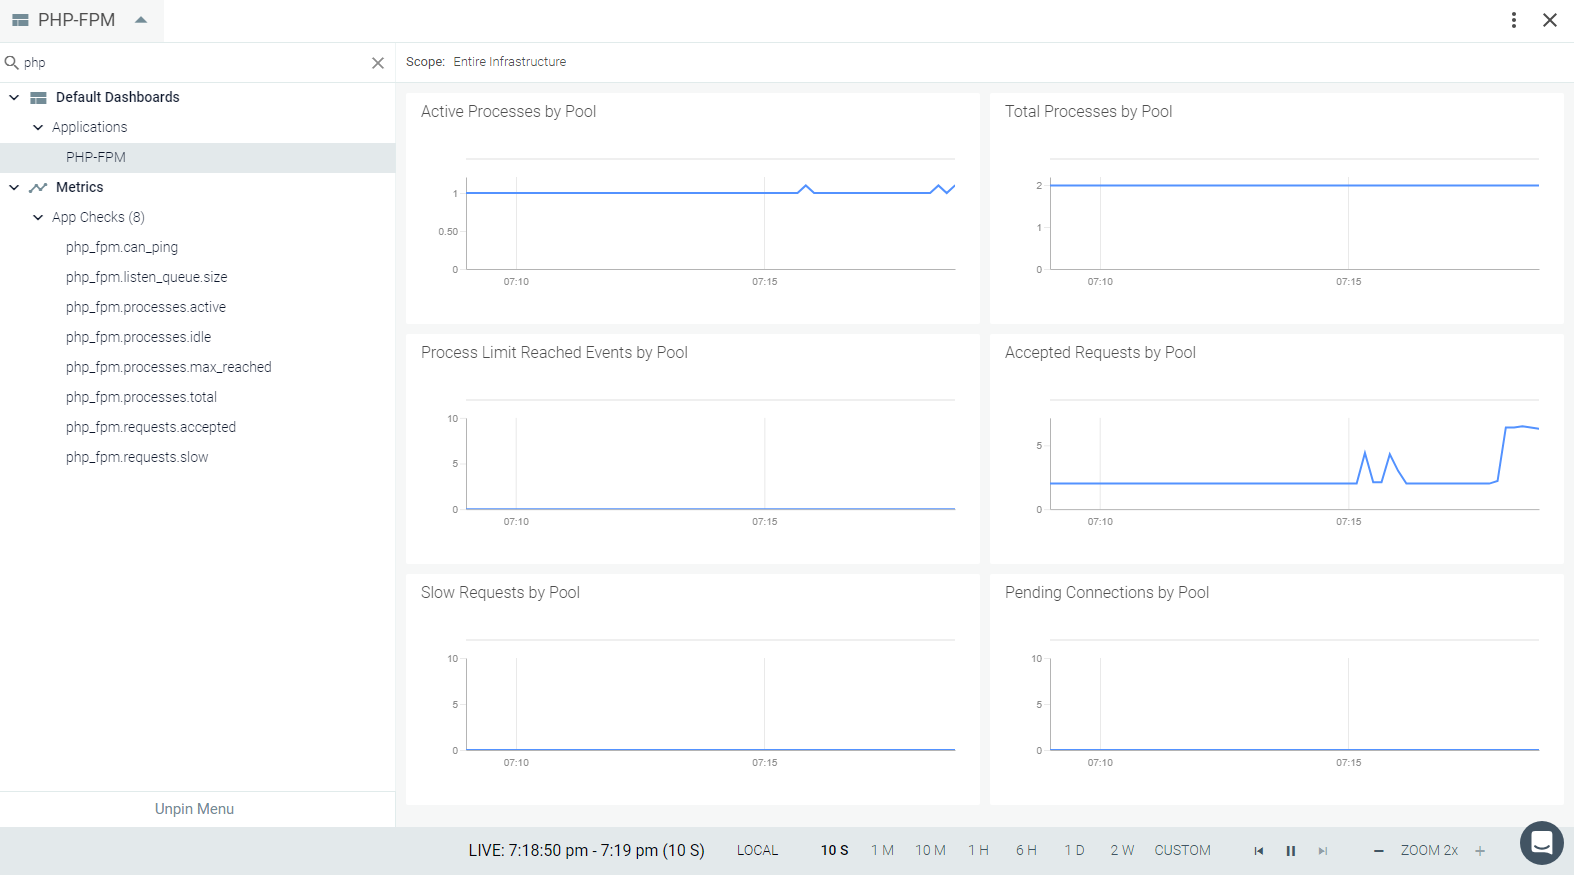 PHP-FPM
php
Scope: Entire Infrastructure
Default Dashboards
Applications
PHP-FPM
Metrics
App Checks (8)
php_fpm.can_ping
php_fpm.listen_queue.size
php_fpm.processes.active
php_fpm.processes.idle
php_fpm.processes.max_reached
php_fpm.processes.total
php_fpm.requests.accepted
php_fpm.requests.slow
Unpin Menu
Active Processes by Pool
1
0.50
0
07:10 07:15
Total Processes by Pool
2
1
0
07:10 07:15
Process Limit Reached Events by Pool
10
5
0
07:10 07:15
Accepted Requests by Pool
5
0
07:10 07:15
Slow Requests by Pool
10
5
0
07:10 07:15
Pending Connections by Pool
10
5
0
07:10 07:15
LIVE: 7:18:50 pm - 7:19 pm (10 S) LOCAL 10 S 1 M 10 M 1 H 6 H 1 D 2 W CUSTOM ZOOM 2x